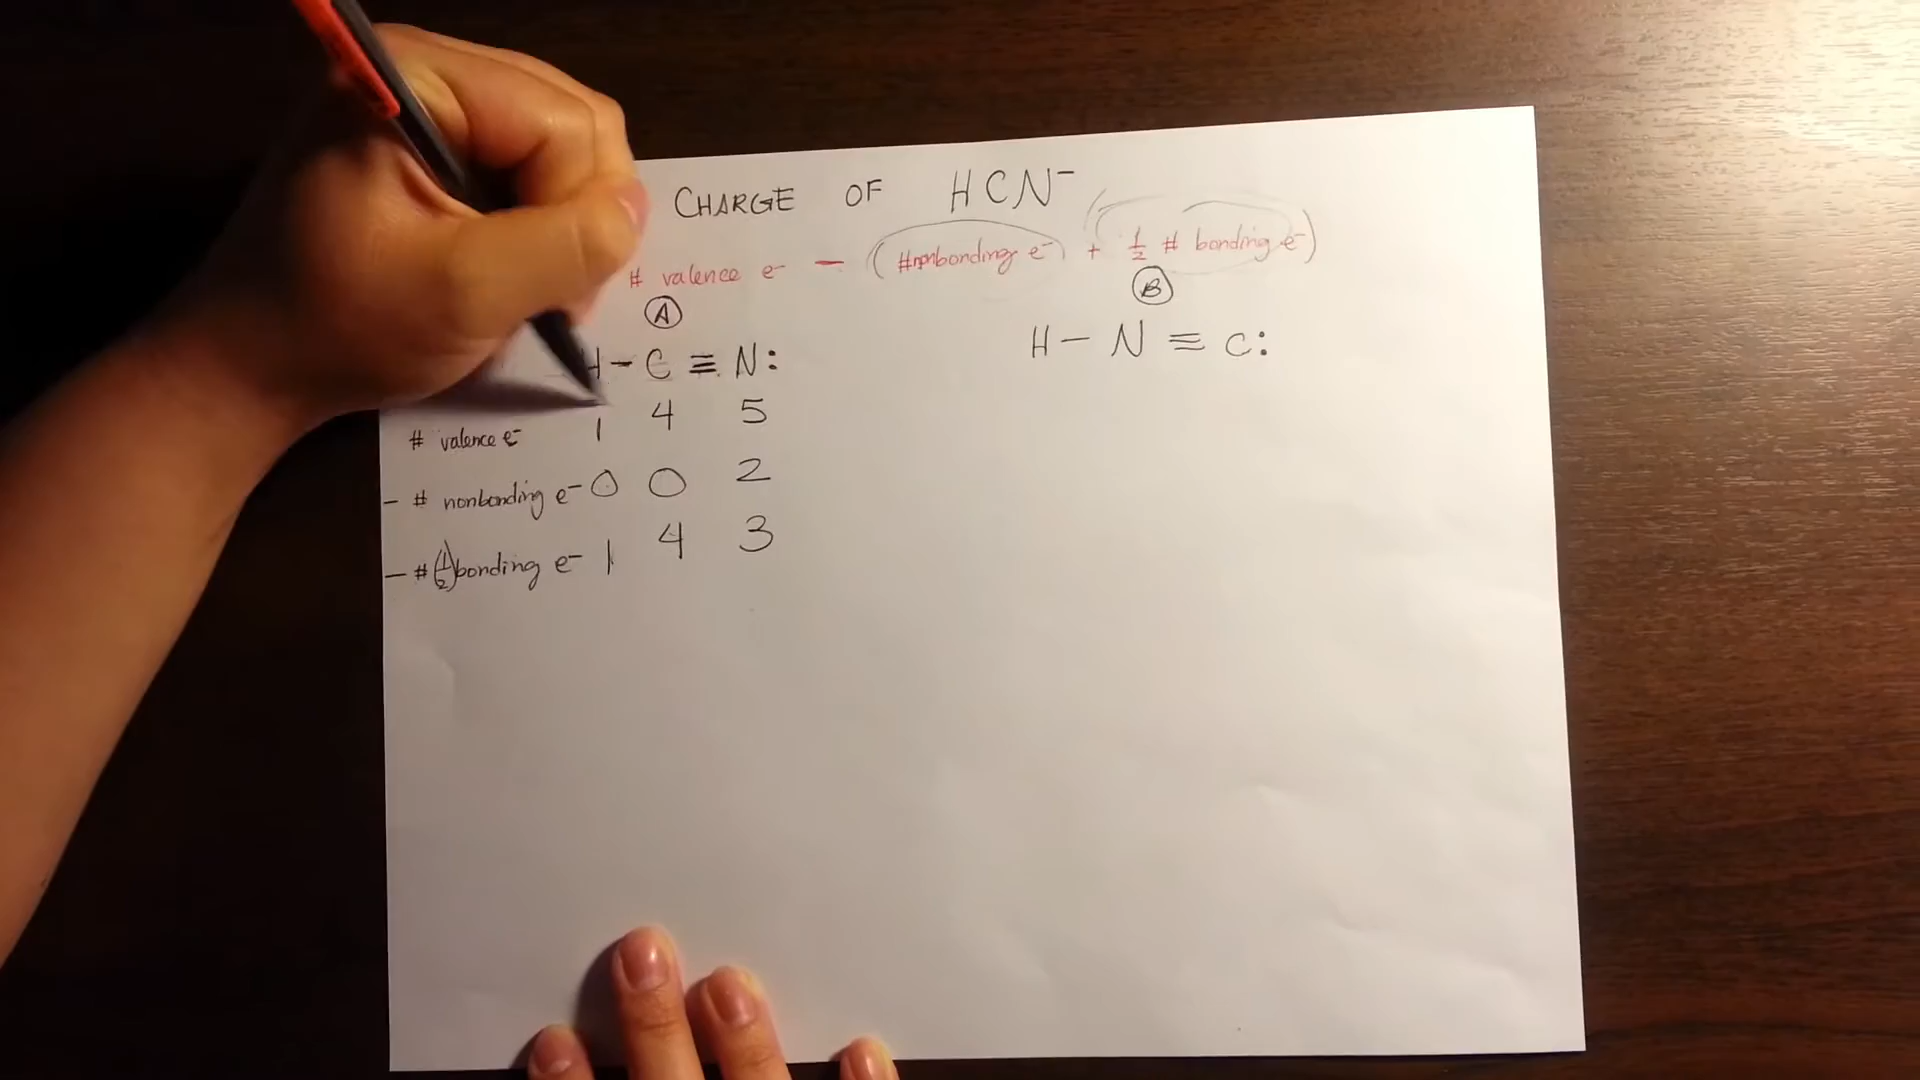 CHARGE OF HCN⁻
# valence e⁻ − (#nonbonding e⁻ + 1/2 # bonding e⁻)
A
H − C ≡ N:
# valence e⁻ 1 4 5
− # nonbonding e⁻ 0 0 2
− # (1/2) bonding e⁻ 1 4 3
B
H − N ≡ C: